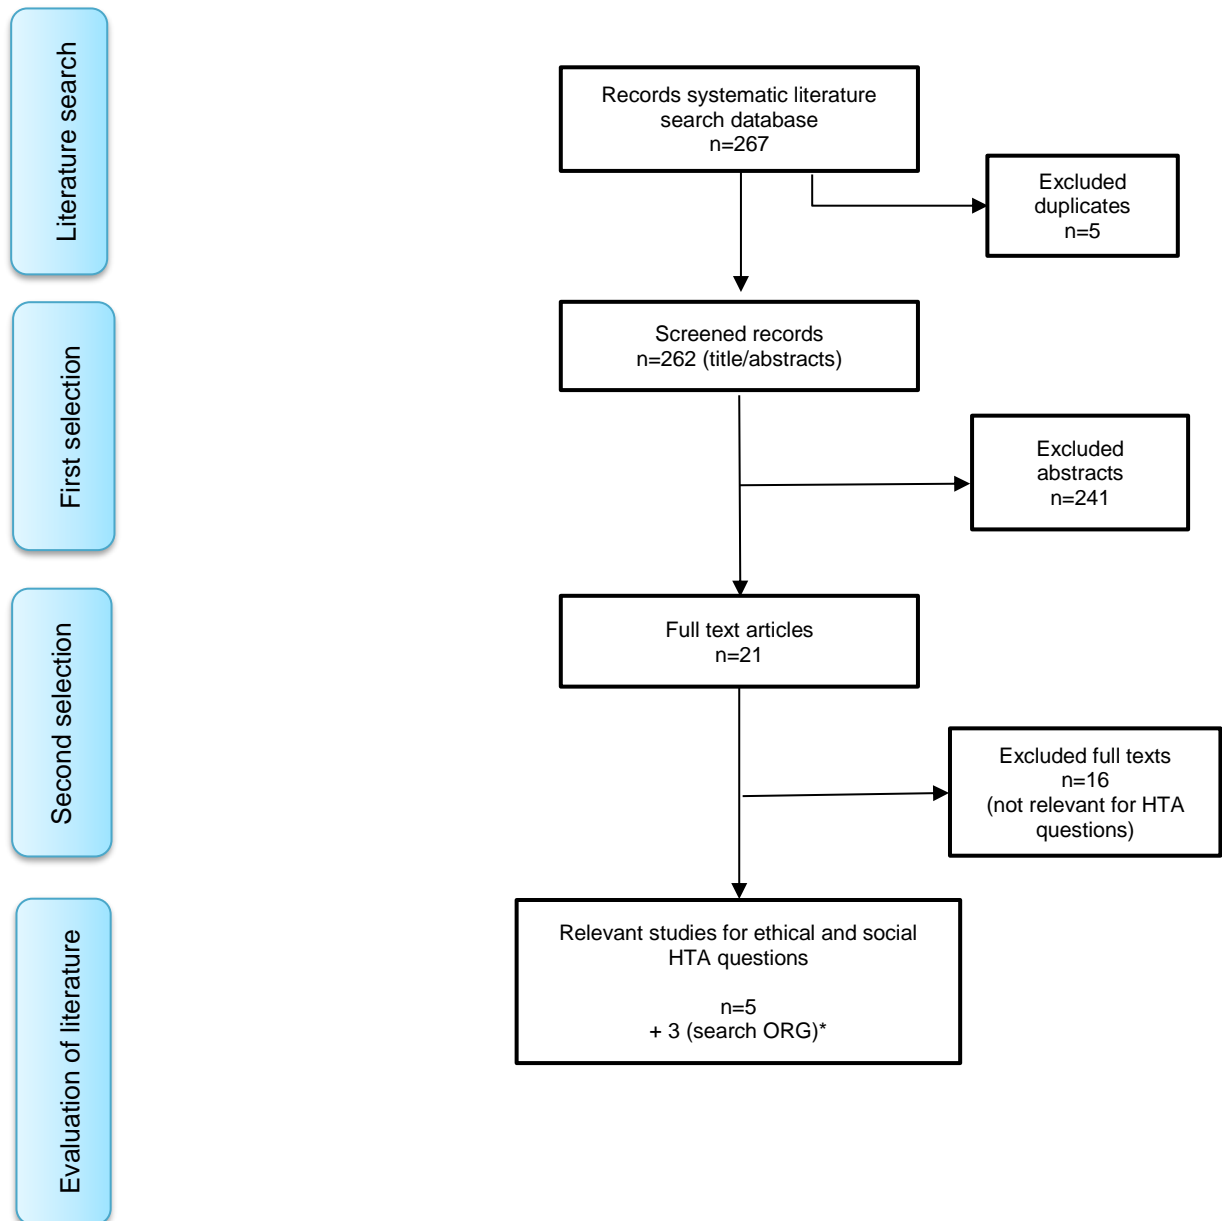 Literature search
Records systematic literature
search database
n=267
Excluded
duplicates
n=5
First selection
Screened records
n=262 (title/abstracts)
Excluded
abstracts
n=241
Second selection
Full text articles
n=21
Excluded full texts
n=16
(not relevant for HTA
questions)
Evaluation of literature
Relevant studies for ethical and social
HTA questions
n=5
+ 3 (search ORG)*